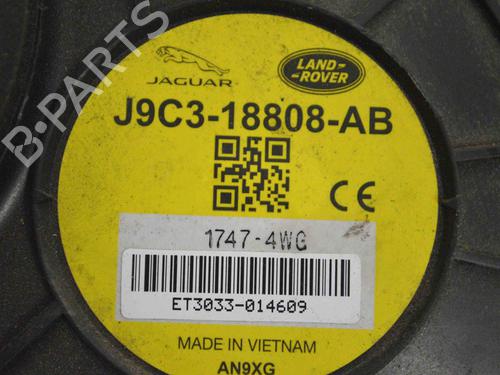 JAGUAR
LAND-
ROVER
J9C3-18808-AB
CE
1747-4WG
ET3033-014609
MADE IN VIETNAM
AN9XG
B-PARTS